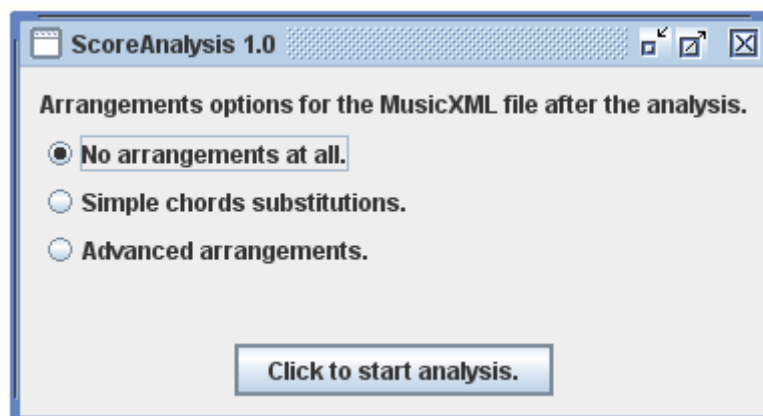 ScoreAnalysis 1.0
Arrangements options for the MusicXML file after the analysis.
No arrangements at all.
Simple chords substitutions.
Advanced arrangements.
Click to start analysis.